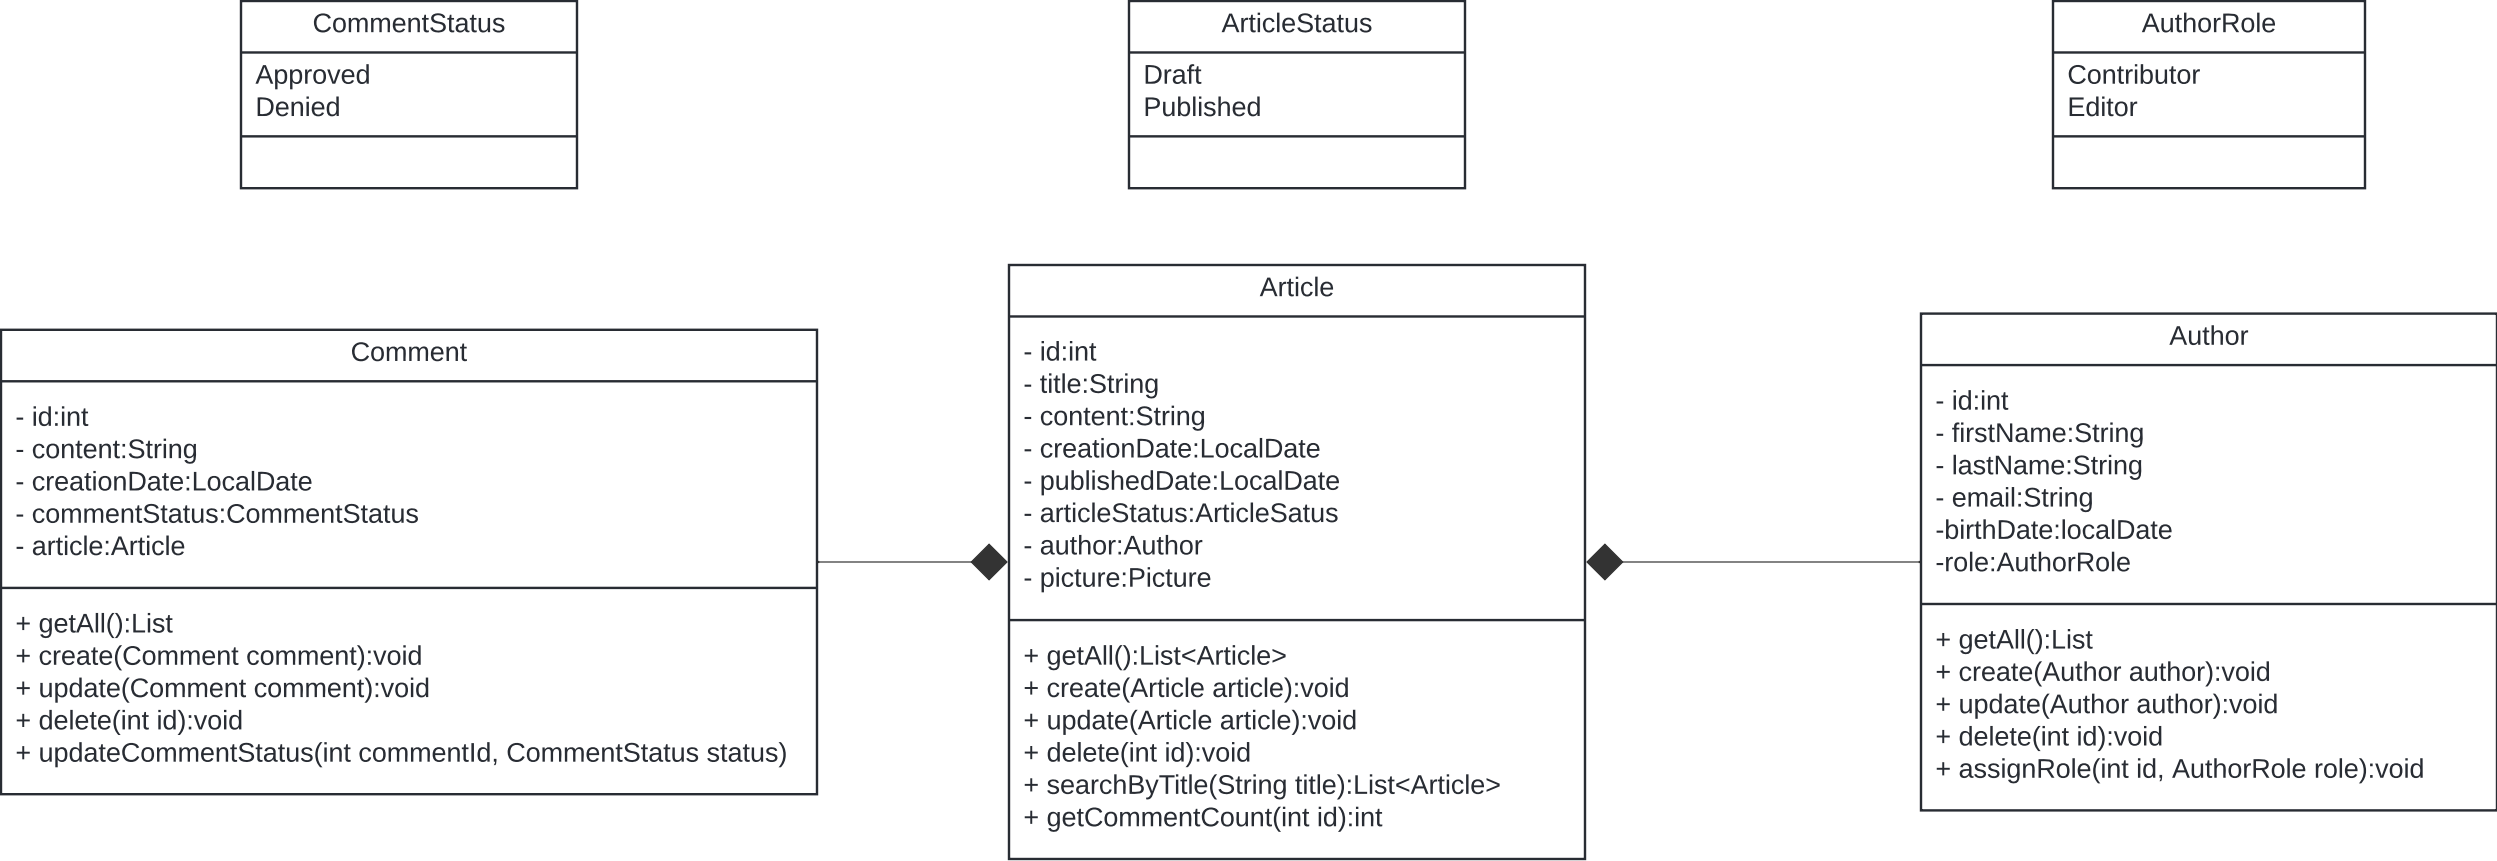 CommentStatus
Approved
Denied
ArticleStatus
Draft
Published
AuthorRole
Contributor
Editor
Comment
- id:int
- content:String
- creationDate:LocalDate
- commentStatus:CommentStatus
- article:Article
+ getAll():List
+ create(Comment comment):void
+ update(Comment comment):void
+ delete(int id):void
+ updateCommentStatus(int commentId, CommentStatus status)
Article
- id:int
- title:String
- content:String
- creationDate:LocalDate
- publishedDate:LocalDate
- articleStatus:ArticleSatus
- author:Author
- picture:Picture
+ getAll():List<Article>
+ create(Article article):void
+ update(Article article):void
+ delete(int id):void
+ searchByTitle(String title):List<Article>
+ getCommentCount(int id):int
Author
- id:int
- firstName:String
- lastName:String
- email:String
-birthDate:localDate
-role:AuthorRole
+ getAll():List
+ create(Author author):void
+ update(Author author):void
+ delete(int id):void
+ assignRole(int id, AuthorRole role):void